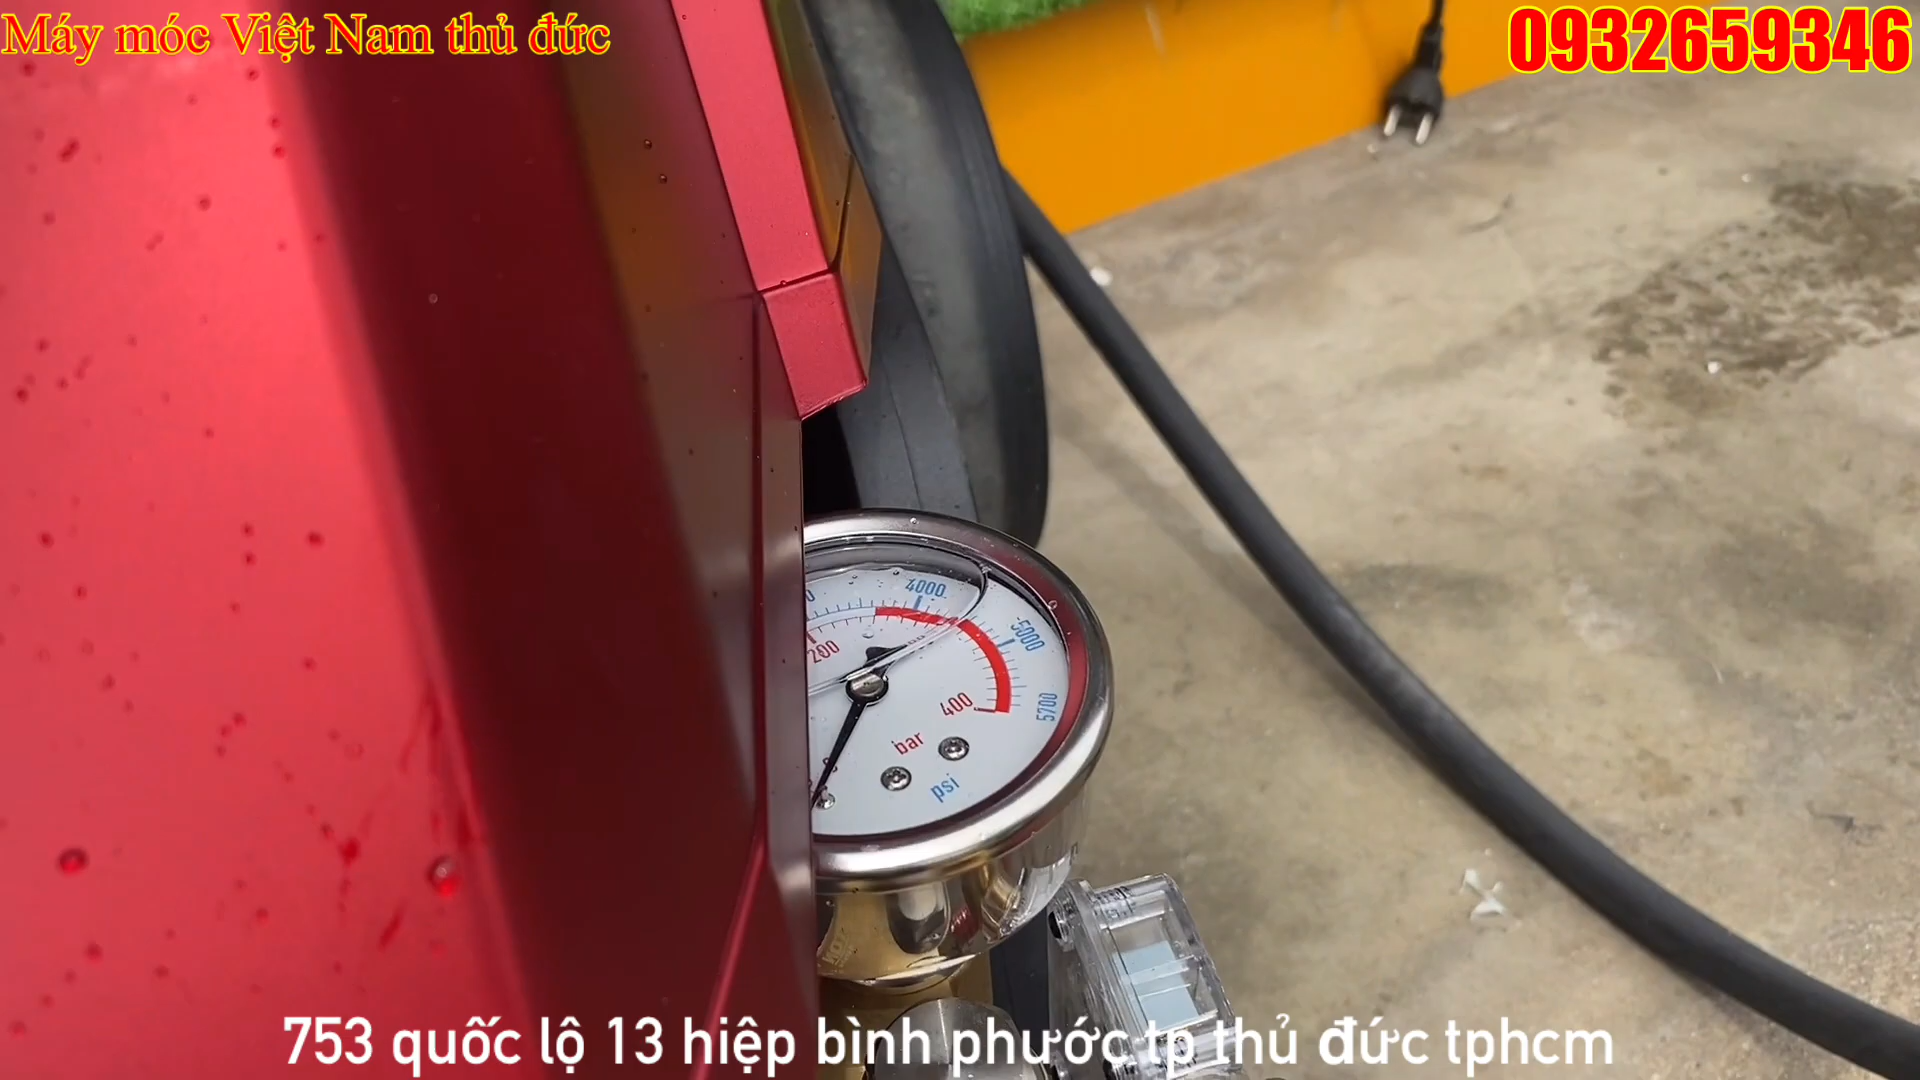 Máy móc Việt Nam thủ đức
0932659346
4000
5000
200
400
5700
bar
psi
753 quốc lộ 13 hiệp bình phước tp thủ đức tphcm